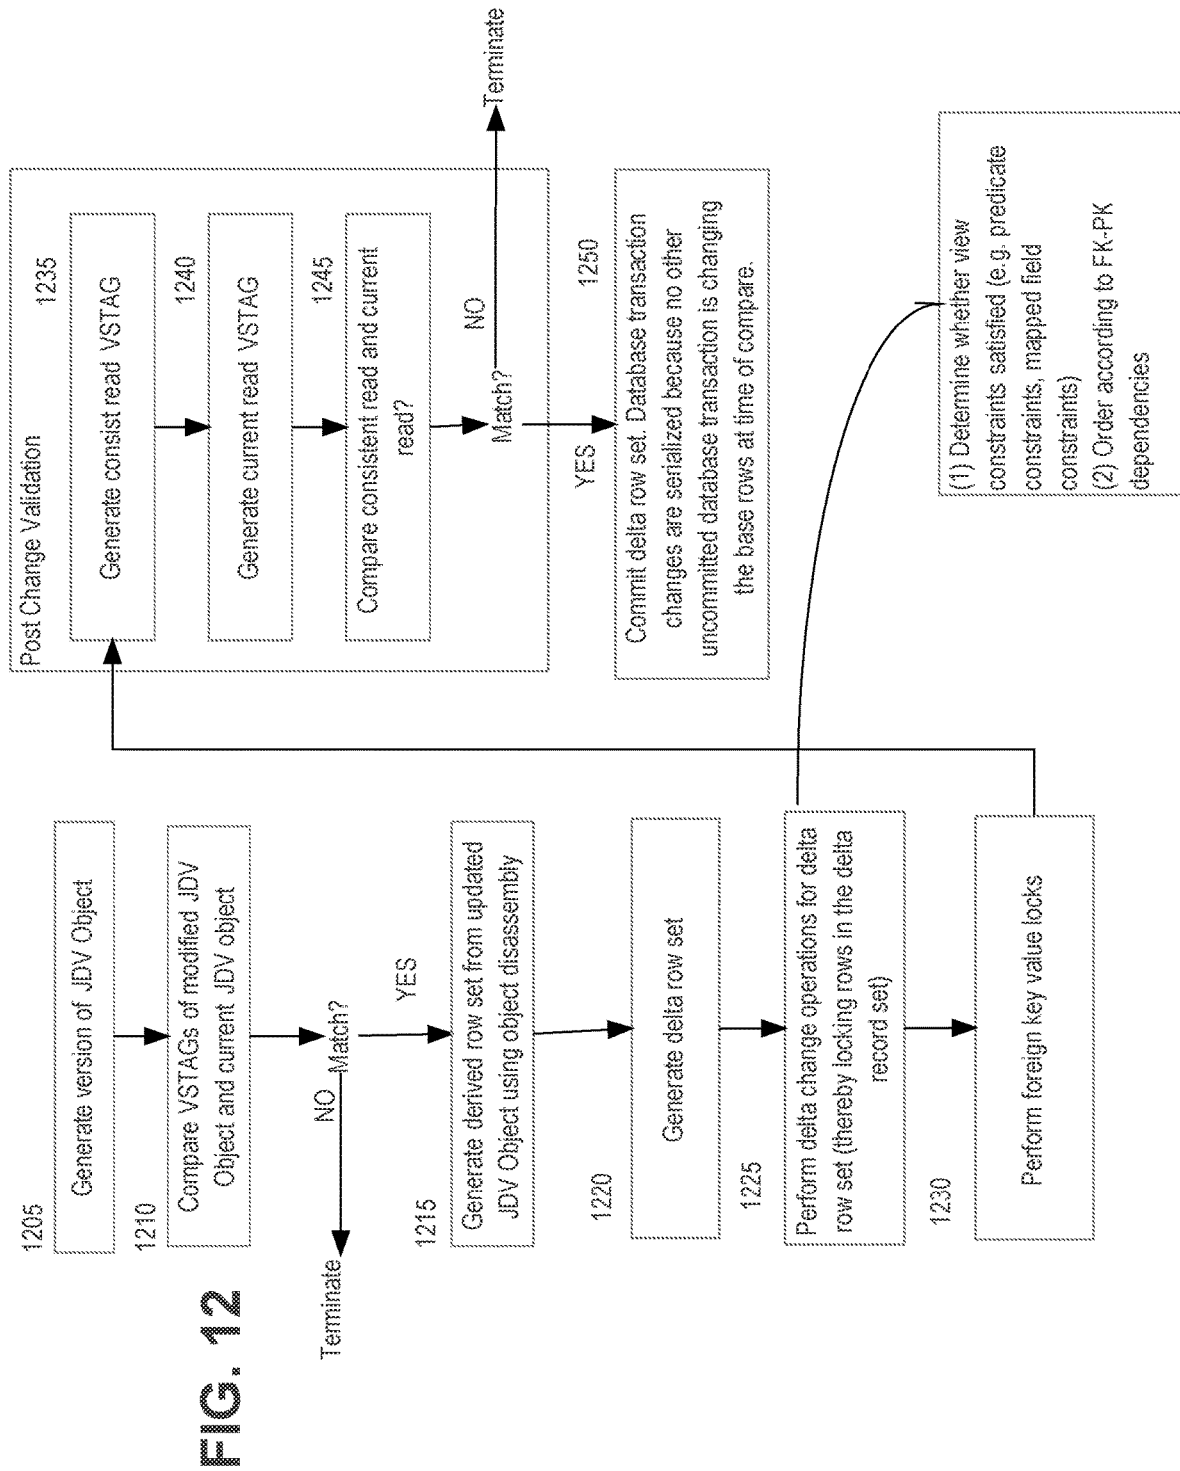 FIG. 12
1205
Generate version of JDV Object
1210
Compare VSTAGs of modified JDV
Object and current JDV object
Match?
NO
Terminate
YES
1215
Generate derived row set from updated
JDV Object using object disassembly
1220
Generate delta row set
1225
Perform delta change operations for delta
row set (thereby locking rows in the delta
record set)
1230
Perform foreign key value locks
Post Change Validation
1235
Generate consist read VSTAG
1240
Generate current read VSTAG
1245
Compare consistent read and current
read?
Match?
NO
Terminate
YES
1250
Commit delta row set. Database transaction
changes are serialized because no other
uncommitted database transaction is changing
the base rows at time of compare.
(1) Determine whether view
constraints satisfied (e.g. predicate
constraints, mapped field
constraints)
(2) Order according to FK-PK
dependencies